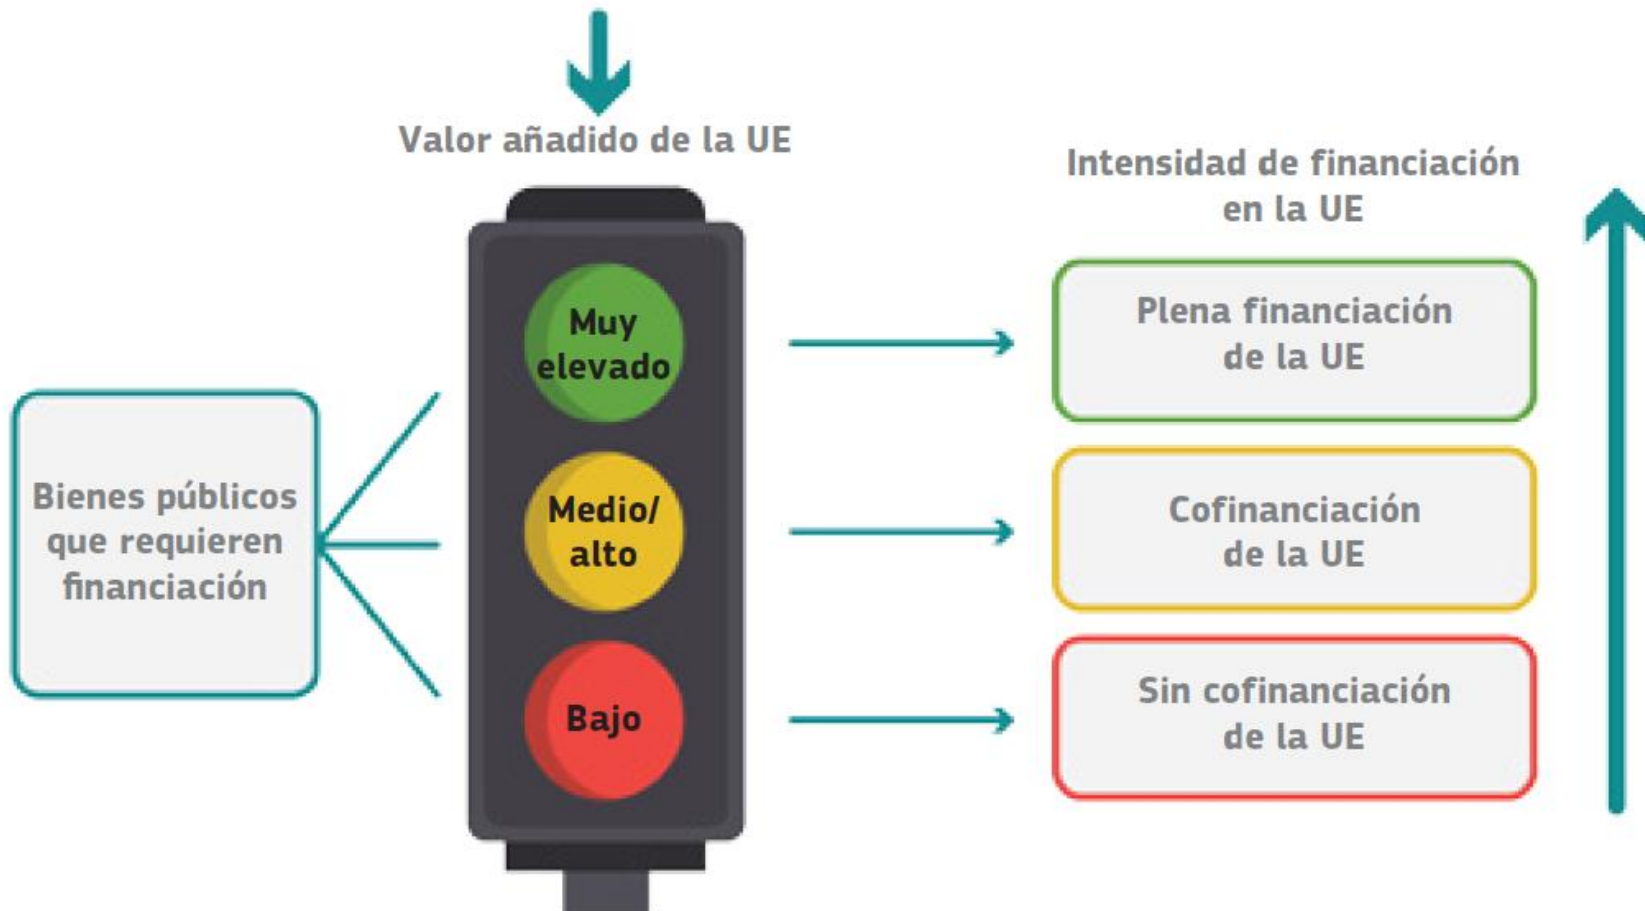 Valor añadido de la UE
Intensidad de financiación
en la UE
Muy
elevado
Plena financiación
de la UE
Bienes públicos
que requieren
financiación
Medio/
alto
Cofinanciación
de la UE
Bajo
Sin cofinanciación
de la UE